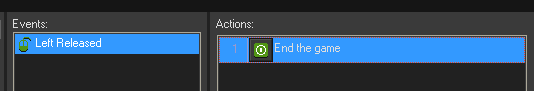 Events:
Actions:
Left Released
1 End the game